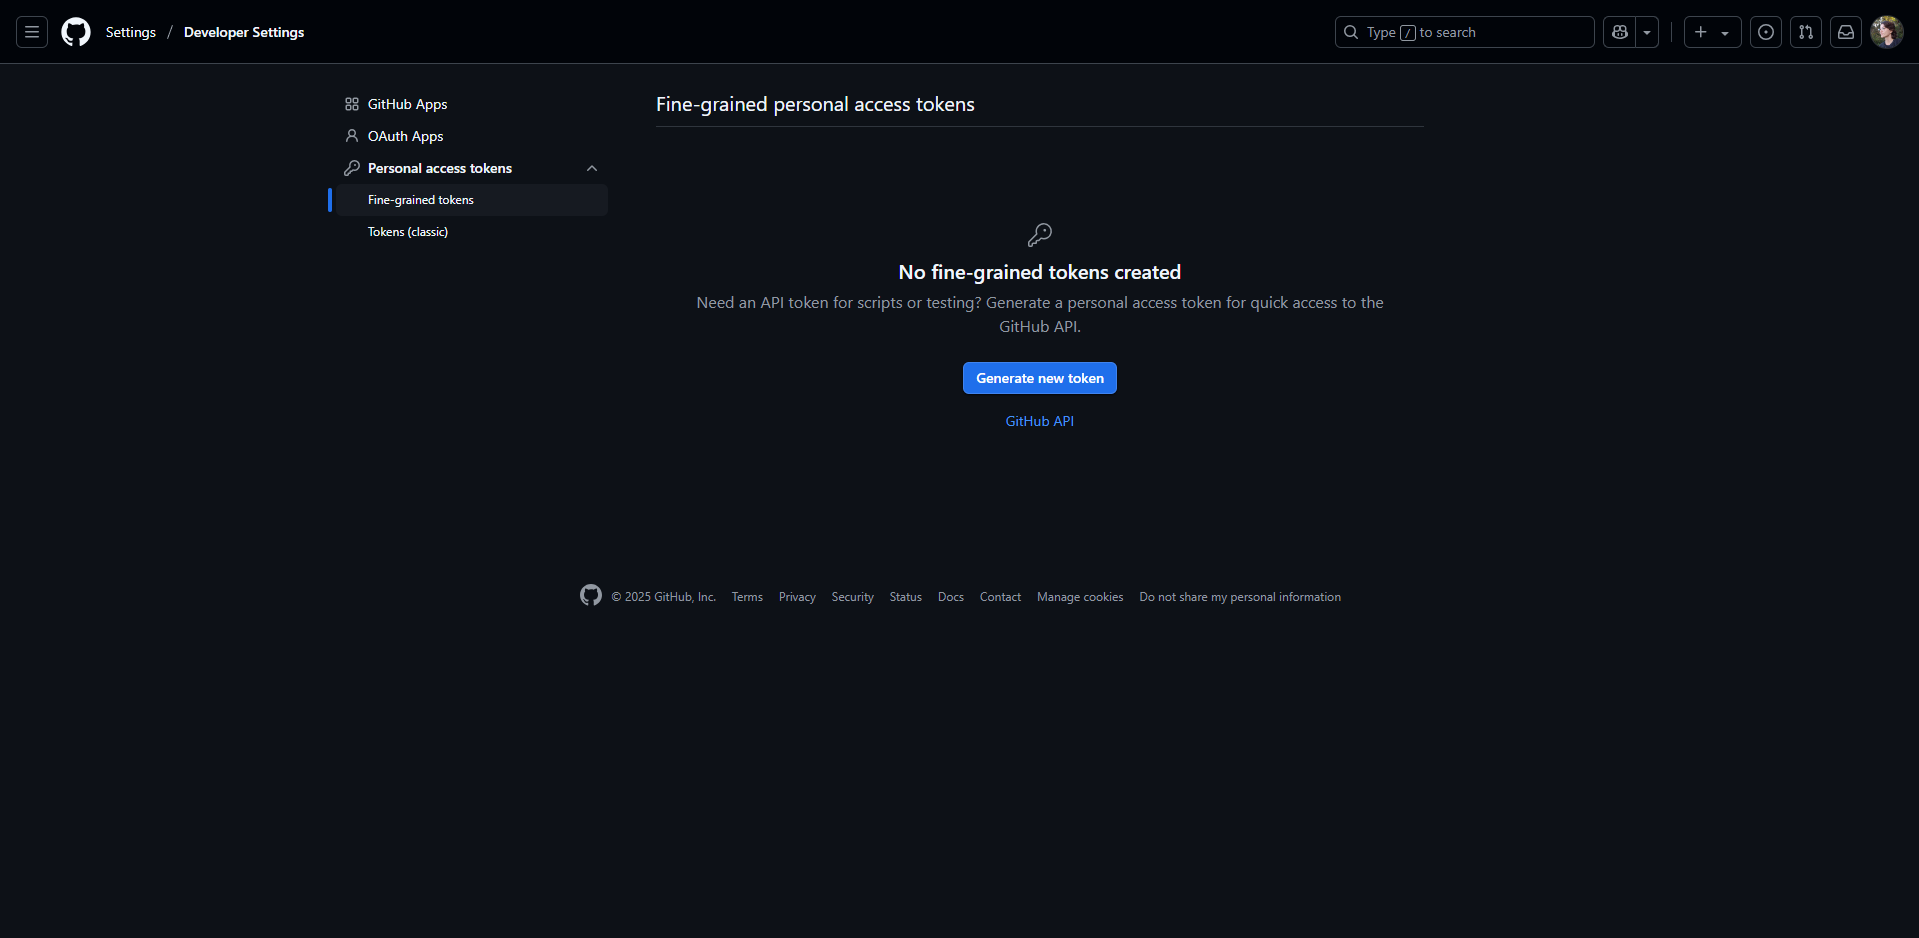 Settings / Developer Settings
Type / to search
GitHub Apps
OAuth Apps
Personal access tokens
Fine-grained tokens
Tokens (classic)
Fine-grained personal access tokens
No fine-grained tokens created
Need an API token for scripts or testing? Generate a personal access token for quick access to the
GitHub API.
Generate new token
GitHub API
© 2025 GitHub, Inc. Terms Privacy Security Status Docs Contact Manage cookies Do not share my personal information